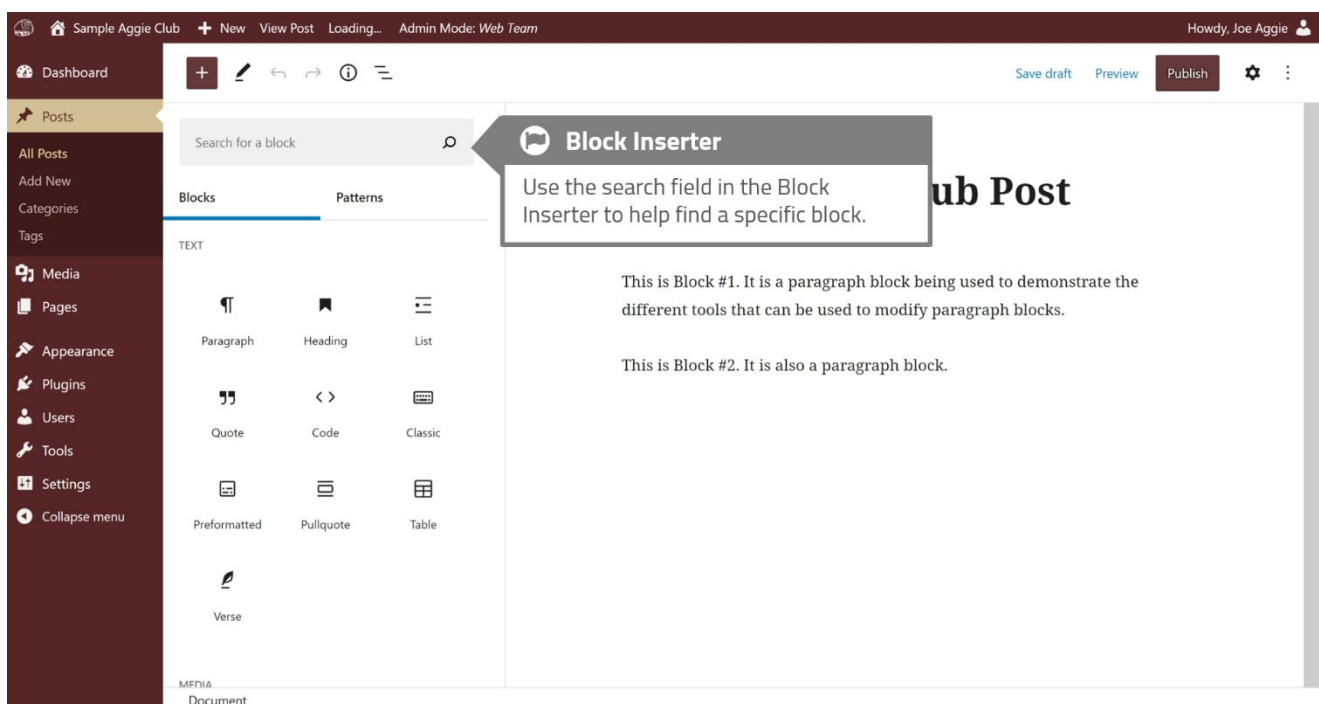 Sample Aggie Club New View Post Loading... Admin Mode: Web Team Howdy, Joe Aggie
Dashboard
Posts
All Posts
Add New
Categories
Tags
Media
Pages
Appearance
Plugins
Users
Tools
Settings
Collapse menu
Save draft Preview Publish
Search for a block
Blocks Patterns
TEXT
Paragraph Heading List
Quote Code Classic
Preformatted Pullquote Table
Verse
MEDIA
Document
Block Inserter
Use the search field in the Block
Inserter to help find a specific block.
ub Post
This is Block #1. It is a paragraph block being used to demonstrate the
different tools that can be used to modify paragraph blocks.
This is Block #2. It is also a paragraph block.